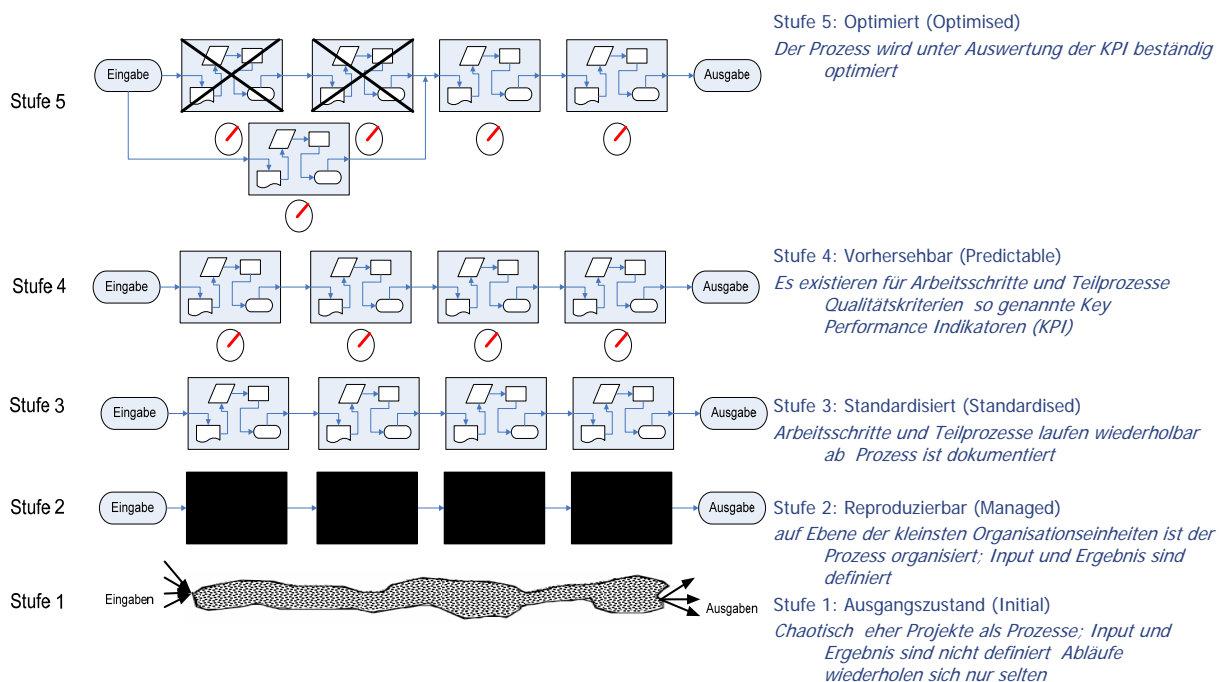 Stufe 5: Optimiert (Optimised)
Der Prozess wird unter Auswertung der KPI beständig
optimiert
Eingabe
Ausgabe
Stufe 5
Stufe 4: Vorhersehbar (Predictable)
Es existieren für Arbeitsschritte und Teilprozesse
Qualitätskriterien so genannte Key
Performance Indikatoren (KPI)
Stufe 4
Eingabe
Ausgabe
Stufe 3
Eingabe
Ausgabe
Stufe 3: Standardisiert (Standardised)
Arbeitsschritte und Teilprozesse laufen wiederholbar
ab Prozess ist dokumentiert
Stufe 2
Eingabe
Ausgabe
Stufe 2: Reproduzierbar (Managed)
auf Ebene der kleinsten Organisationseinheiten ist der
Prozess organisiert; Input und Ergebnis sind
definiert
Stufe 1
Eingaben
Ausgaben
Stufe 1: Ausgangszustand (Initial)
Chaotisch eher Projekte als Prozesse; Input und
Ergebnis sind nicht definiert Abläufe
wiederholen sich nur selten